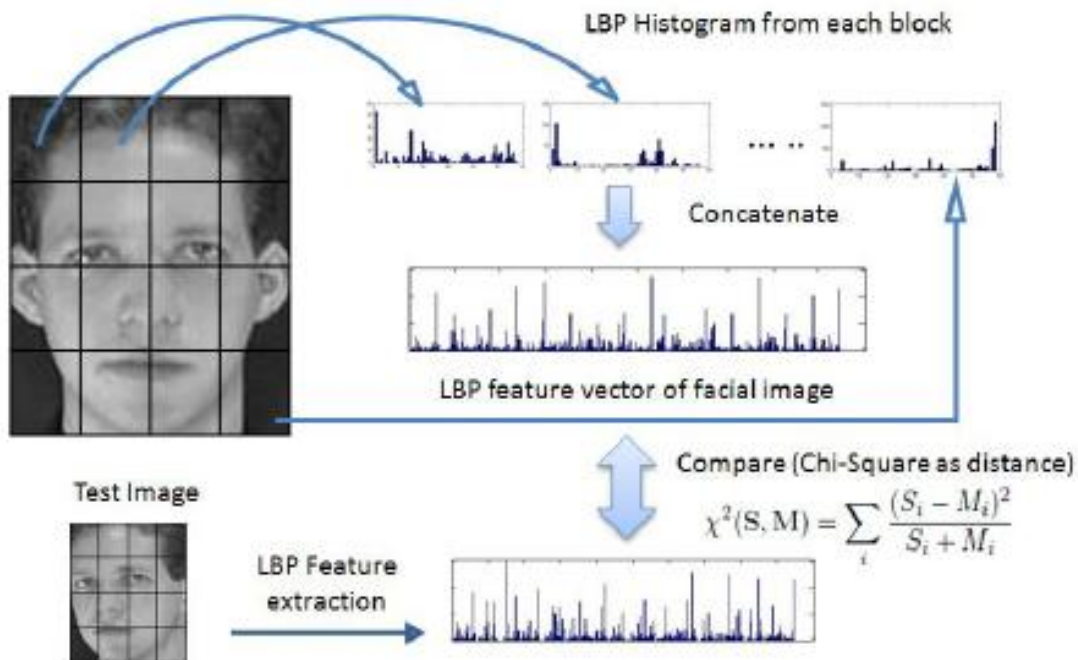 LBP Histogram from each block
... ..
Concatenate
LBP feature vector of facial image
Compare (Chi-Square as distance)
χ²(S, M) = ∑ᵢ (Sᵢ − Mᵢ)² / (Sᵢ + Mᵢ)
Test Image
LBP Feature
extraction